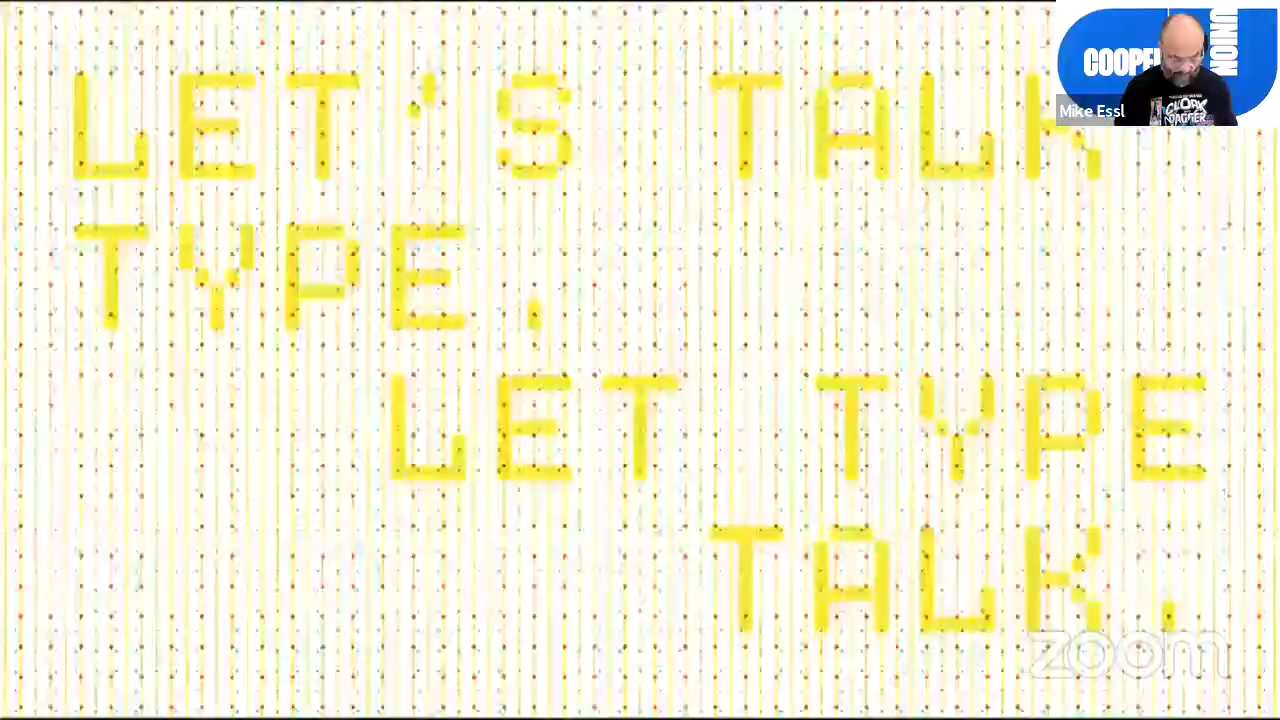 LET'S TALK
TYPE.
LET TYPE
TALK.
COOPER
UNION
Mike Essl
CLOAK
DAGGER
zoom